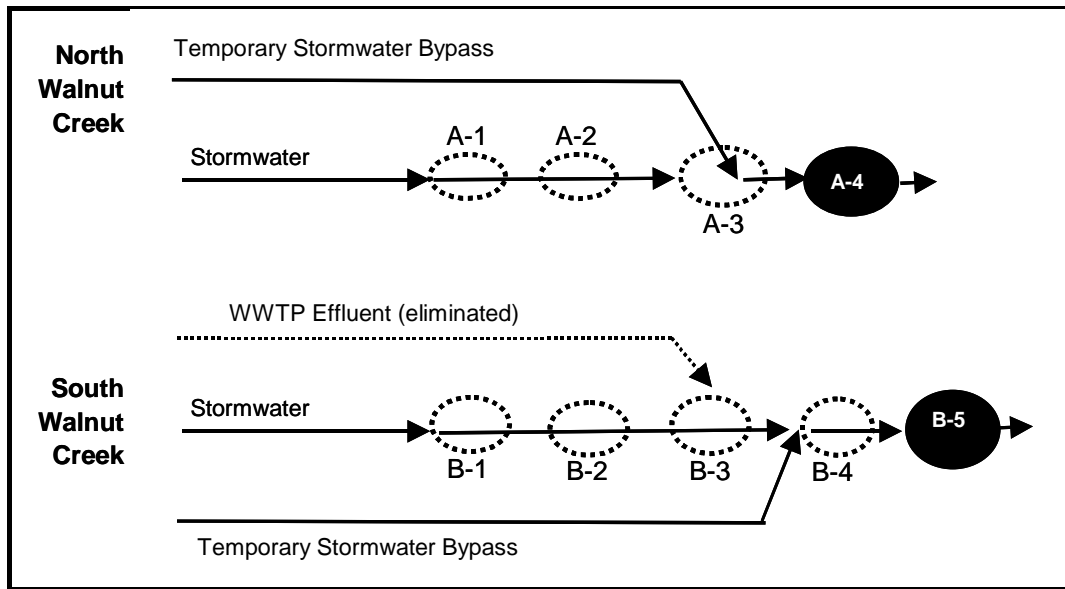 North
Walnut
Creek
Temporary Stormwater Bypass
Stormwater
A-1
A-2
A-3
A-4
WWTP Effluent (eliminated)
South
Walnut
Creek
Stormwater
B-1
B-2
B-3
B-4
B-5
Temporary Stormwater Bypass